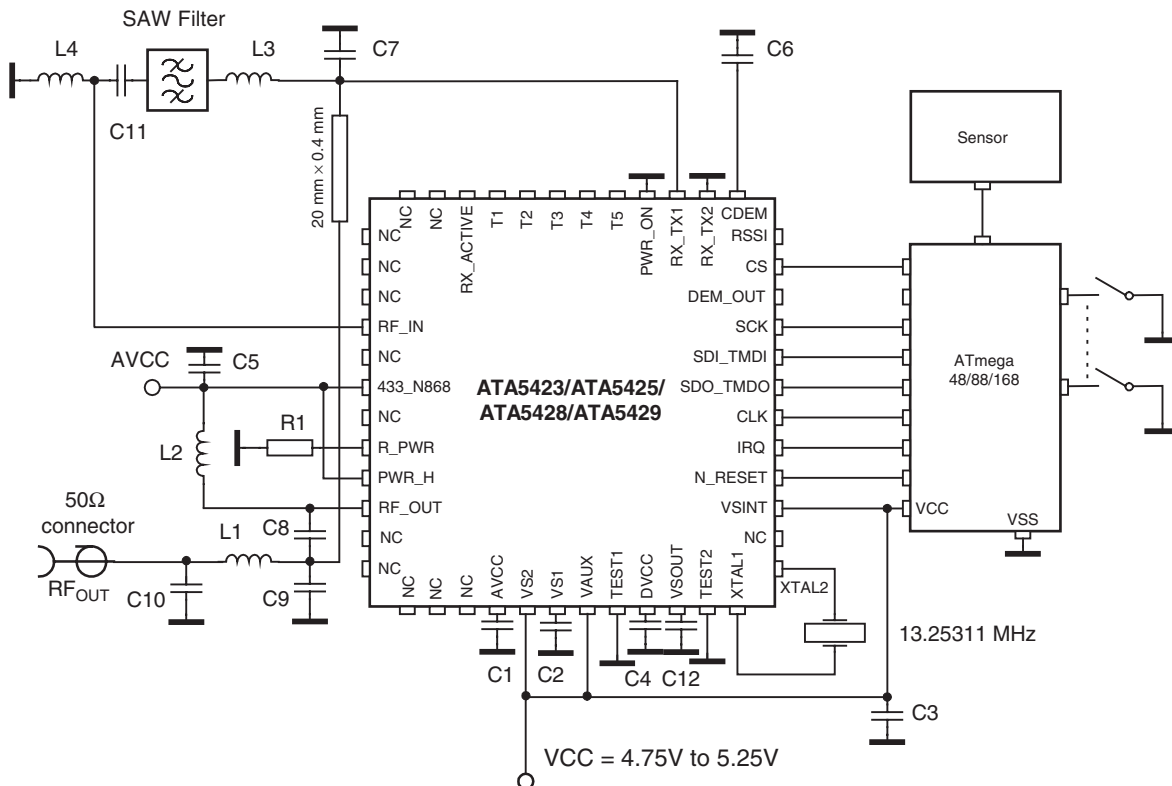 SAW Filter
L4
L3
C7
C6
C11
20 mm × 0.4 mm
Sensor
NC
NC
RX_ACTIVE
T1
T2
T3
T4
T5
PWR_ON
RX_TX1
RX_TX2
CDEM
NC
NC
NC
RF_IN
NC
433_N868
NC
R_PWR
PWR_H
RF_OUT
NC
NC
RSSI
CS
DEM_OUT
SCK
SDI_TMDI
SDO_TMDO
CLK
IRQ
N_RESET
VSINT
NC
XTAL2
ATA5423/ATA5425/
ATA5428/ATA5429
ATmega
48/88/168
VCC
VSS
AVCC
C5
L2
R1
50Ω
connector
RFOUT
L1
C8
C10
C9
NC
NC
NC
AVCC
VS2
VS1
VAUX
TEST1
DVCC
VSOUT
TEST2
XTAL1
C1
C2
C4
C12
13.25311 MHz
C3
VCC = 4.75V to 5.25V